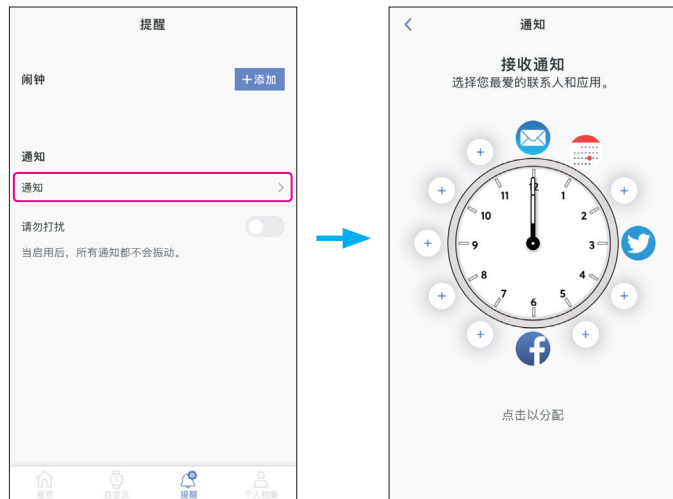 提醒
闹钟
＋添加
通知
通知
请勿打扰
当启用后，所有通知都不会振动。
首页
自定义
提醒
个人档案
通知
接收通知
选择您最爱的联系人和应用。
12
1
2
3
4
5
6
7
8
9
10
11
点击以分配